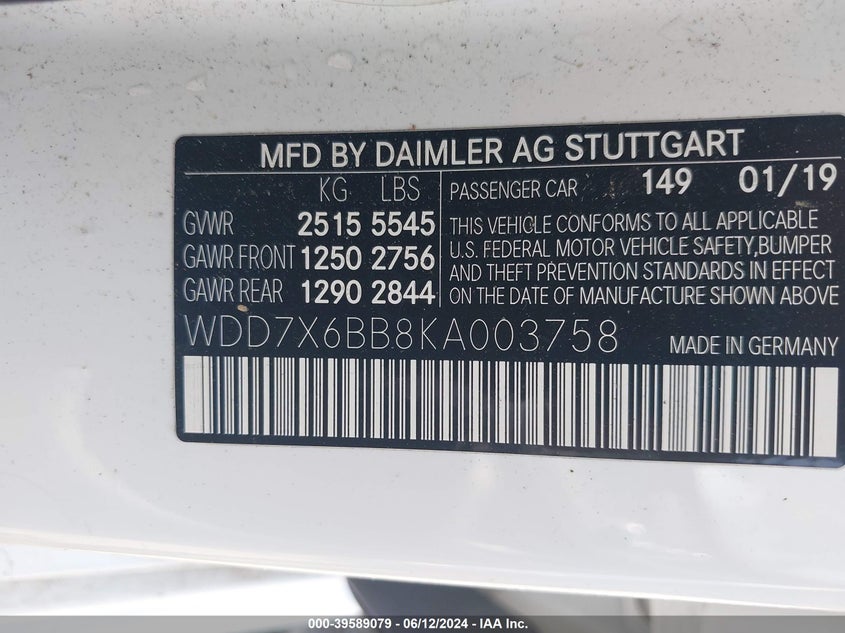 MFD BY DAIMLER AG STUTTGART
KG LBS
GVWR 2515 5545
GAWR FRONT 1250 2756
GAWR REAR 1290 2844
PASSENGER CAR 149 01/19
THIS VEHICLE CONFORMS TO ALL APPLICABLE
U.S. FEDERAL MOTOR VEHICLE SAFETY,BUMPER
AND THEFT PREVENTION STANDARDS IN EFFECT
ON THE DATE OF MANUFACTURE SHOWN ABOVE
WDD7X6BB8KA003758 MADE IN GERMANY
000-39589079 - 06/12/2024 - IAA Inc.